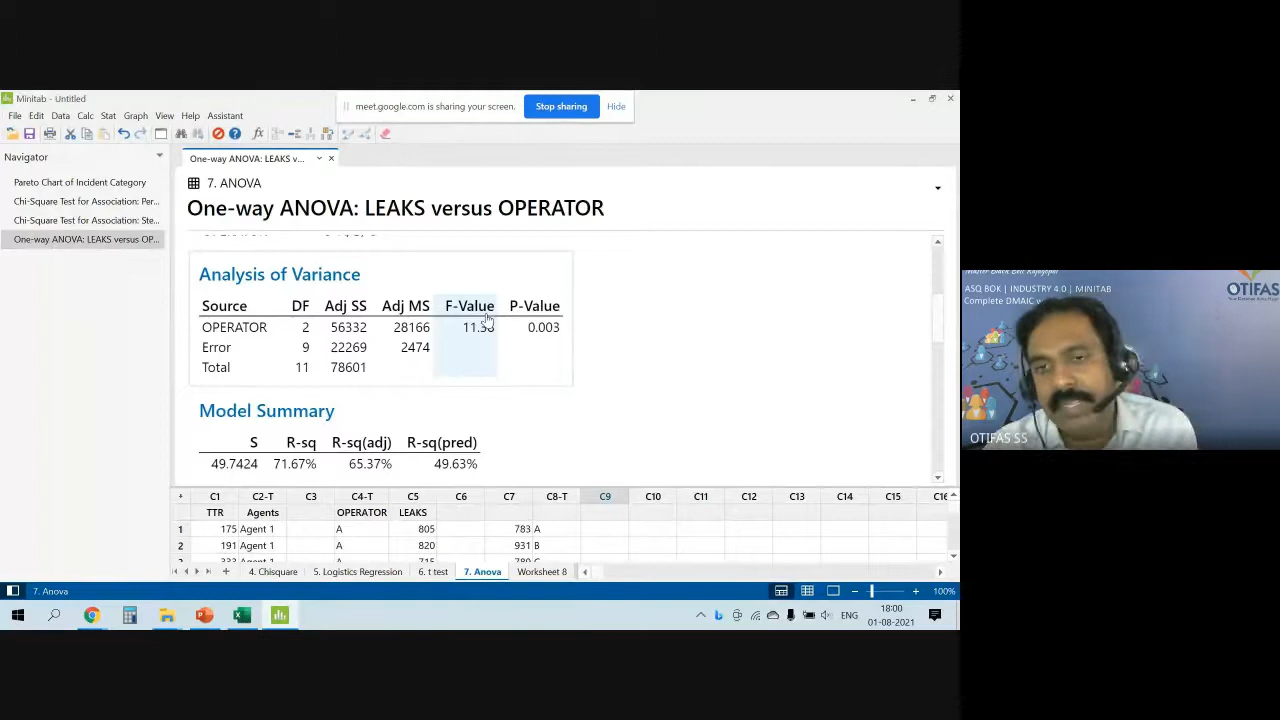 Minitab - Untitled
meet.google.com is sharing your screen. Stop sharing Hide
File Edit Data Calc Stat Graph View Help Assistant
Navigator
One-way ANOVA: LEAKS v...
Pareto Chart of Incident Category
Chi-Square Test for Association: Per...
Chi-Square Test for Association: Ste...
One-way ANOVA: LEAKS versus OP...
7. ANOVA
One-way ANOVA: LEAKS versus OPERATOR
Analysis of Variance
Source DF Adj SS Adj MS F-Value P-Value
OPERATOR 2 56332 28166 0.003
Error 9 22269 2474
Total 11 78601
Model Summary
S R-sq R-sq(adj) R-sq(pred)
49.7424 71.67% 65.37% 49.63%
C1 C2-T C3 C4-T C5 C6 C7 C8-T C9 C10 C11 C12 C13 C14 C15 C16
TTR Agents OPERATOR LEAKS
1 175 Agent 1 A 805 783 A
2 191 Agent 1 A 820 931 B
4. Chisquare 5. Logistics Regression 6. t test 7. Anova Worksheet 8
7. Anova 100%
ENG 18:00
01-08-2021
ASQ BOK | INDUSTRY 4.0 | MINITAB
Complete DMAIC
OTIFAS
OTIFAS SS